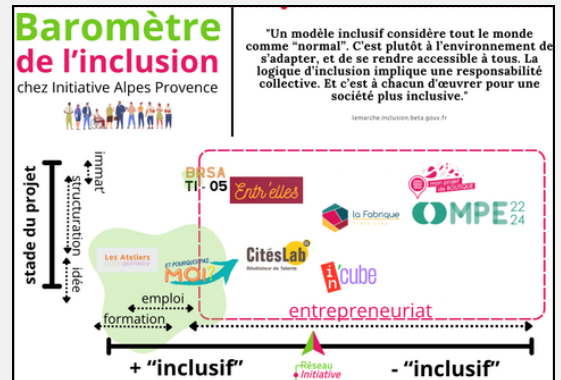 Baromètre
de l'inclusion
chez Initiative Alpes Provence
"Un modèle inclusif considère tout le monde
comme "normal". C'est plutôt à l'environnement de
s'adapter, et de se rendre accessible à tous. La
logique d'inclusion implique une responsabilité
collective. Et c'est à chacun d'œuvrer pour une
société plus inclusive."
lemarche.inclusion.beta.gouv.fr
stade du projet
immat°
structuration
idée
BRSA
TI - 05
Entr'elles
mon projet
de BOUTIQUE
la Fabrique
OMPE 22
24
Les Ateliers
ET POURQUOI PAS
MOI?
CitésLab
Révélateur de Talents
in'cube
emploi
formation
entrepreneuriat
+ "inclusif"
Réseau
Initiative
- "inclusif"